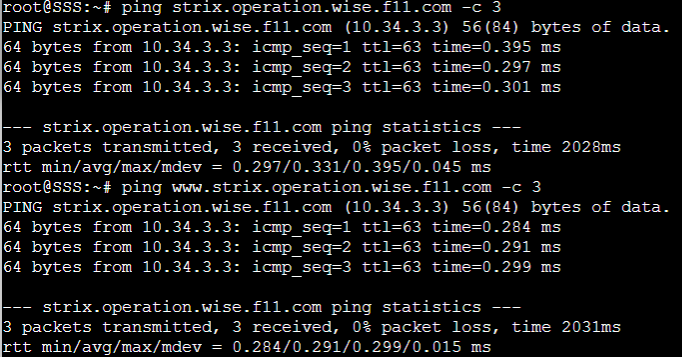 root@SSS:~# ping strix.operation.wise.f11.com -c 3
PING strix.operation.wise.f11.com (10.34.3.3) 56(84) bytes of data.
64 bytes from 10.34.3.3: icmp_seq=1 ttl=63 time=0.395 ms
64 bytes from 10.34.3.3: icmp_seq=2 ttl=63 time=0.297 ms
64 bytes from 10.34.3.3: icmp_seq=3 ttl=63 time=0.301 ms

--- strix.operation.wise.f11.com ping statistics ---
3 packets transmitted, 3 received, 0% packet loss, time 2028ms
rtt min/avg/max/mdev = 0.297/0.331/0.395/0.045 ms
root@SSS:~# ping www.strix.operation.wise.f11.com -c 3
PING strix.operation.wise.f11.com (10.34.3.3) 56(84) bytes of data.
64 bytes from 10.34.3.3: icmp_seq=1 ttl=63 time=0.284 ms
64 bytes from 10.34.3.3: icmp_seq=2 ttl=63 time=0.291 ms
64 bytes from 10.34.3.3: icmp_seq=3 ttl=63 time=0.299 ms

--- strix.operation.wise.f11.com ping statistics ---
3 packets transmitted, 3 received, 0% packet loss, time 2031ms
rtt min/avg/max/mdev = 0.284/0.291/0.299/0.015 ms